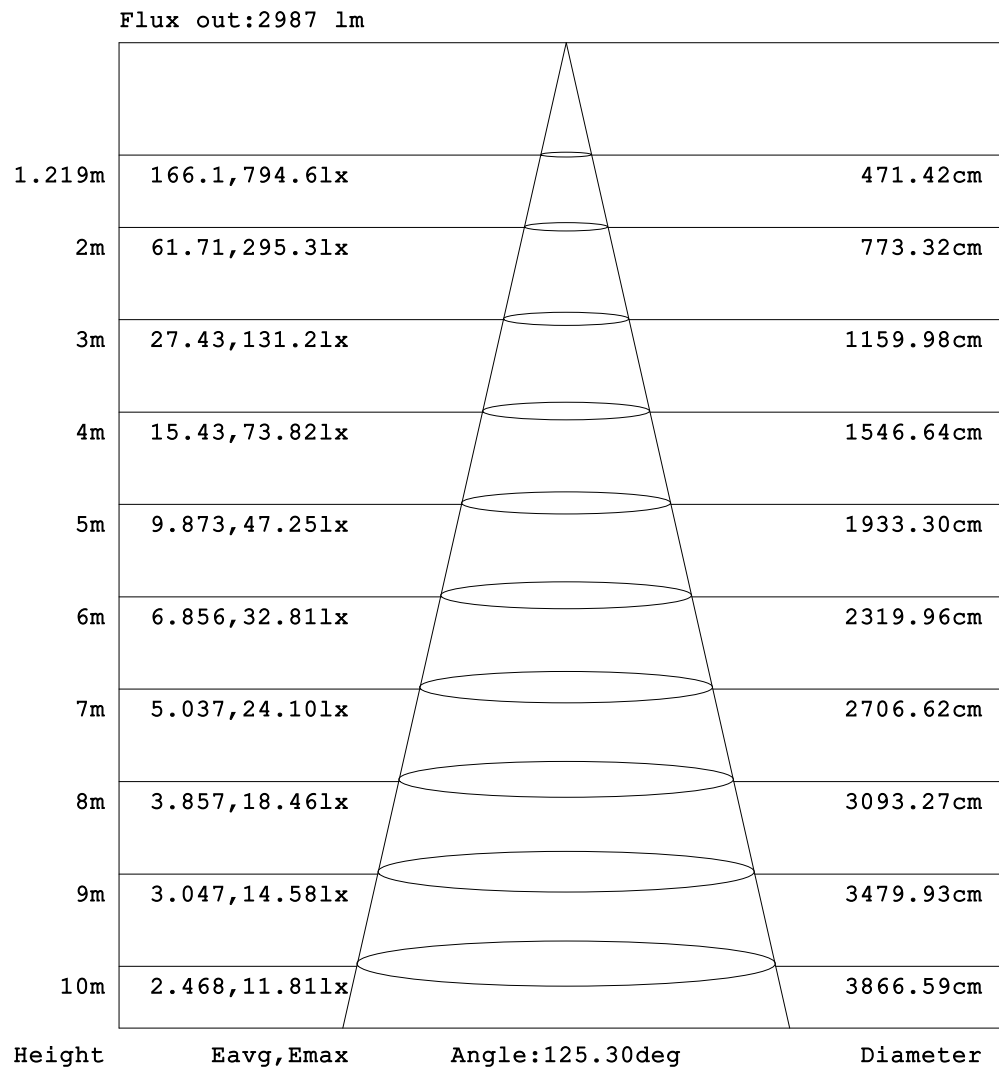 Flux out:2987 lm
1.219m 166.1,794.6lx 471.42cm
2m 61.71,295.3lx 773.32cm
3m 27.43,131.2lx 1159.98cm
4m 15.43,73.82lx 1546.64cm
5m 9.873,47.25lx 1933.30cm
6m 6.856,32.81lx 2319.96cm
7m 5.037,24.10lx 2706.62cm
8m 3.857,18.46lx 3093.27cm
9m 3.047,14.58lx 3479.93cm
10m 2.468,11.81lx 3866.59cm
Height Eavg,Emax Angle:125.30deg Diameter